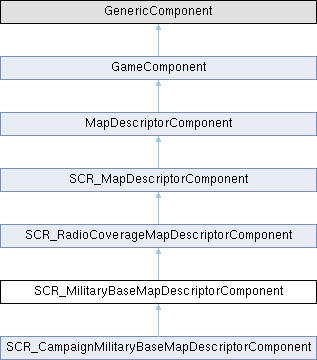 GenericComponent
GameComponent
MapDescriptorComponent
SCR_MapDescriptorComponent
SCR_RadioCoverageMapDescriptorComponent
SCR_MilitaryBaseMapDescriptorComponent
SCR_CampaignMilitaryBaseMapDescriptorComponent